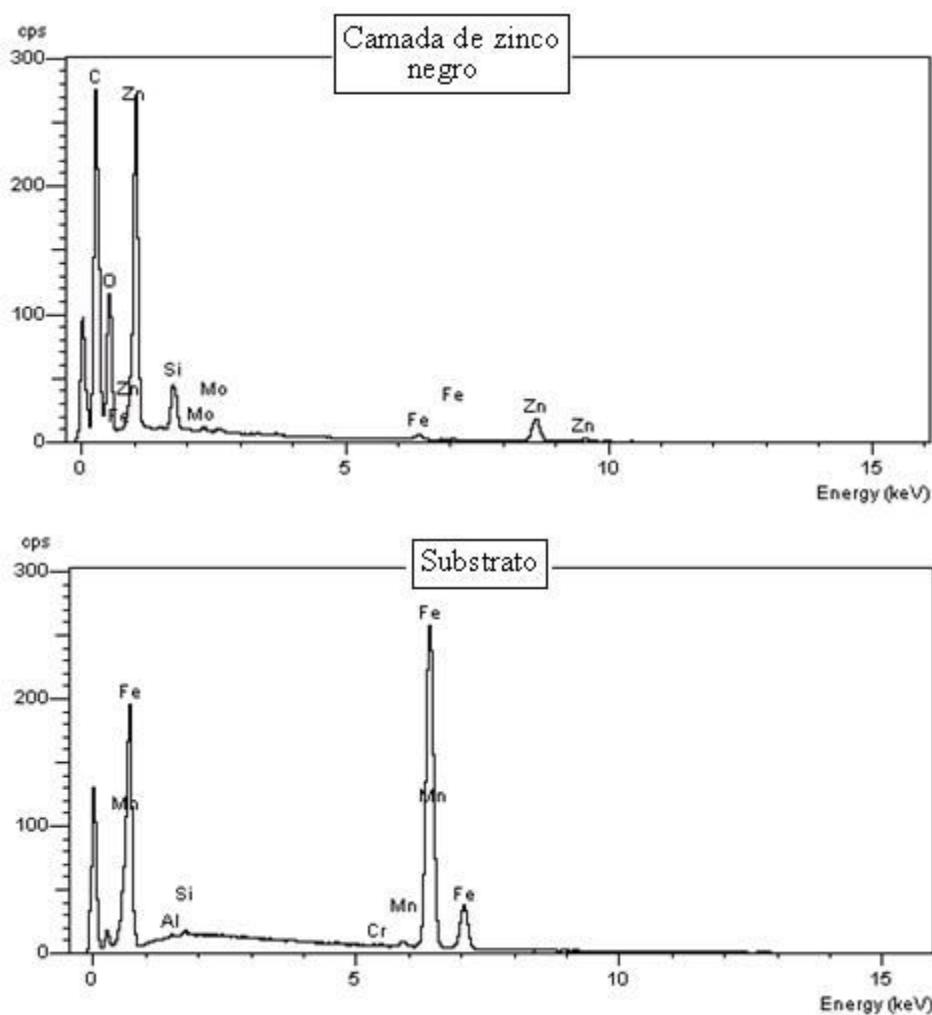 cps
Camada de zinco
negro
300
C
Zn
200
O
100
Zn
Si
Mo
Fe
Fe
Mo
Fe
Zn
Zn
0
0
5
10
15
Energy (keV)
cps
Substrato
300
Fe
Fe
200
Mn
Mn
100
Si
Mn
Fe
Al
Cr
0
0
5
10
15
Energy (keV)